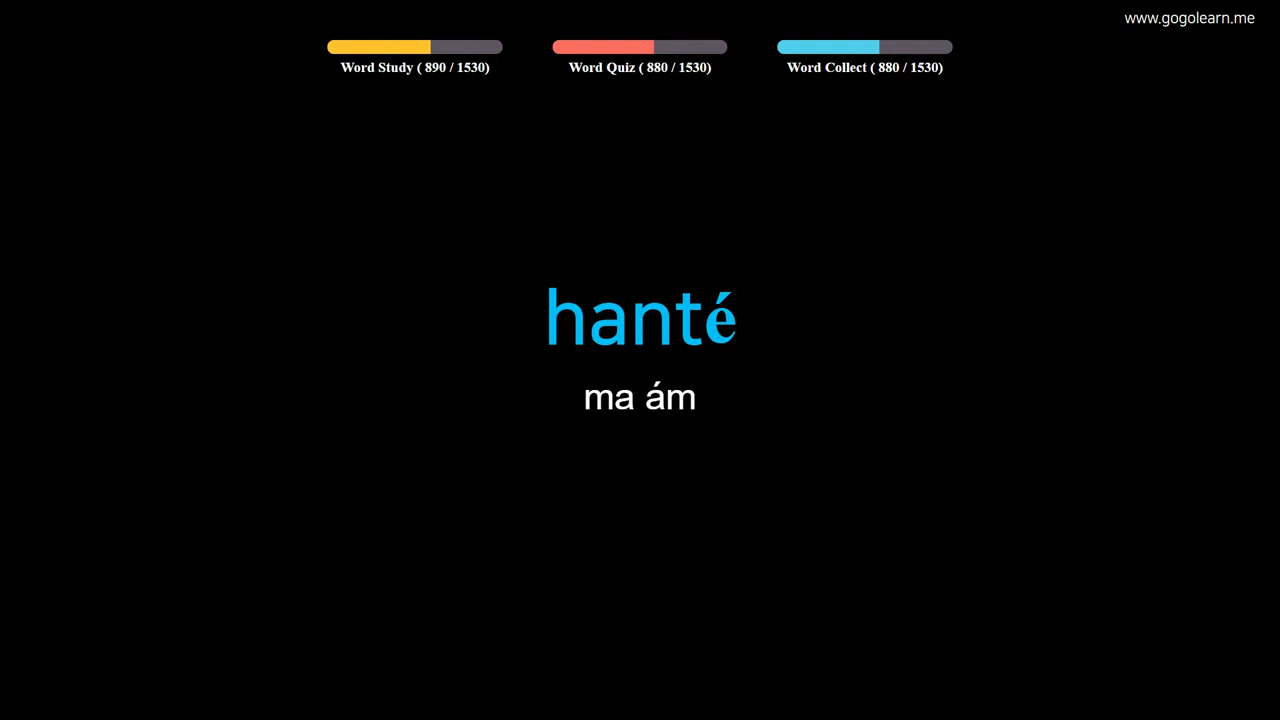 www.gogolearn.me
Word Study ( 890 / 1530)
Word Quiz ( 880 / 1530)
Word Collect ( 880 / 1530)
hanté
ma ám